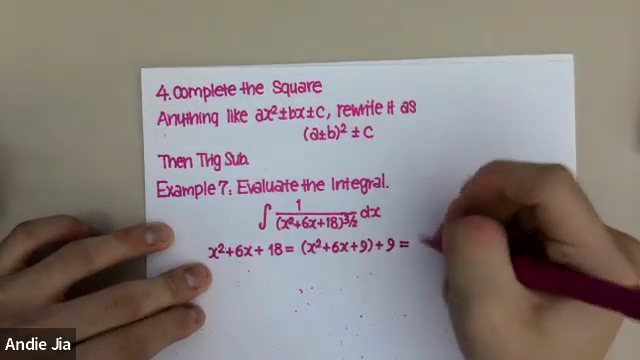 4. Complete the Square
Anything like ax²±bx±c, rewrite it as
(a±b)² ± C
Then Trig Sub.
Example 7: Evaluate the Integral.
∫ 1/(x²+6x+18)^3/2 dx
x²+6x+18 = (x²+6x+9)+9 =
Andie Jia